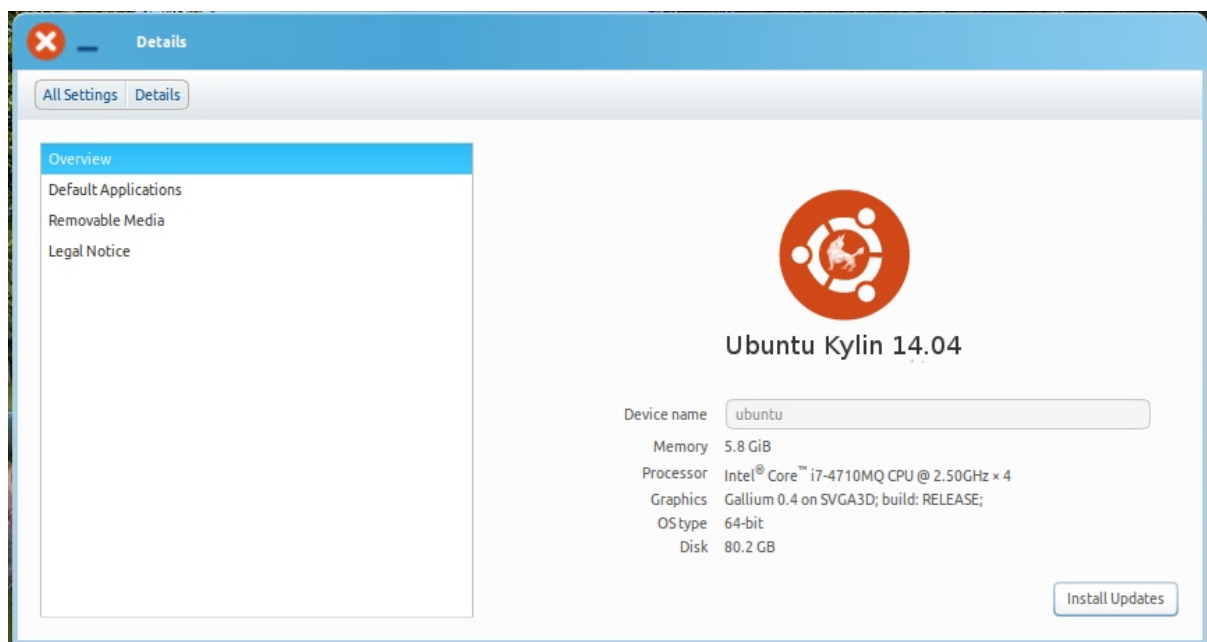 Details
All Settings Details
Overview
Default Applications
Removable Media
Legal Notice
Ubuntu Kylin 14.04
Device name ubuntu
Memory 5.8 GiB
Processor Intel® Core™ i7-4710MQ CPU @ 2.50GHz × 4
Graphics Gallium 0.4 on SVGA3D; build: RELEASE;
OS type 64-bit
Disk 80.2 GB
Install Updates